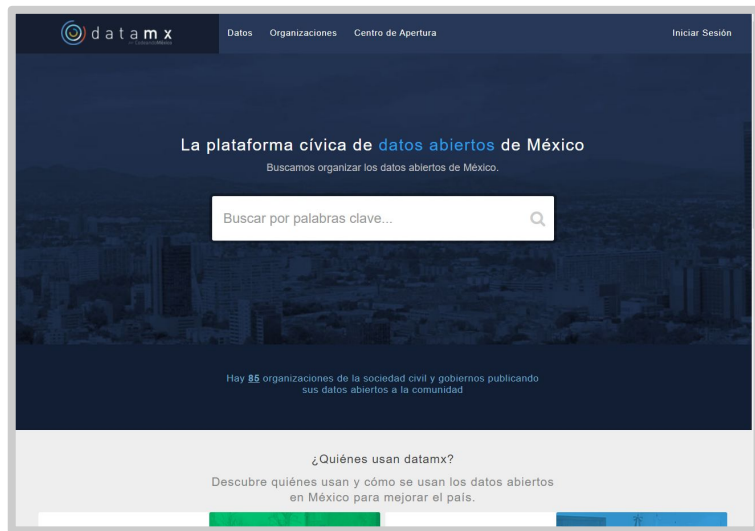 datamx
Datos
Organizaciones
Centro de Apertura
Iniciar Sesión
La plataforma cívica de datos abiertos de México
Buscamos organizar los datos abiertos de México.
Buscar por palabras clave...
Hay 85 organizaciones de la sociedad civil y gobiernos publicando
sus datos abiertos a la comunidad
¿Quiénes usan datamx?
Descubre quiénes usan y cómo se usan los datos abiertos
en México para mejorar el país.